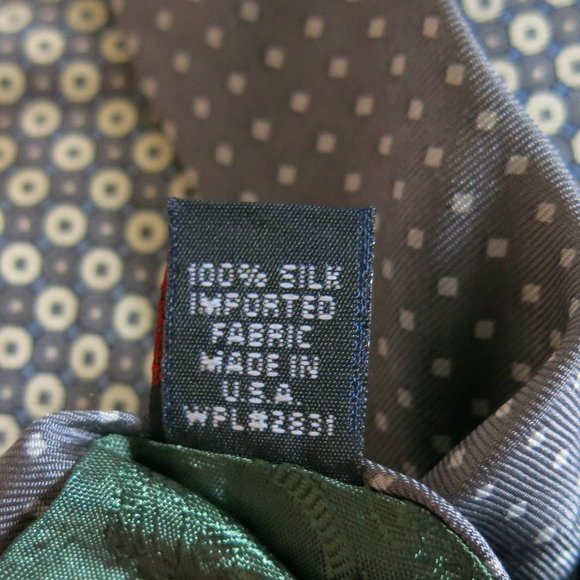 100% SILK
IMPORTED
FABRIC
MADE IN
U.S.A.
WPL#2831